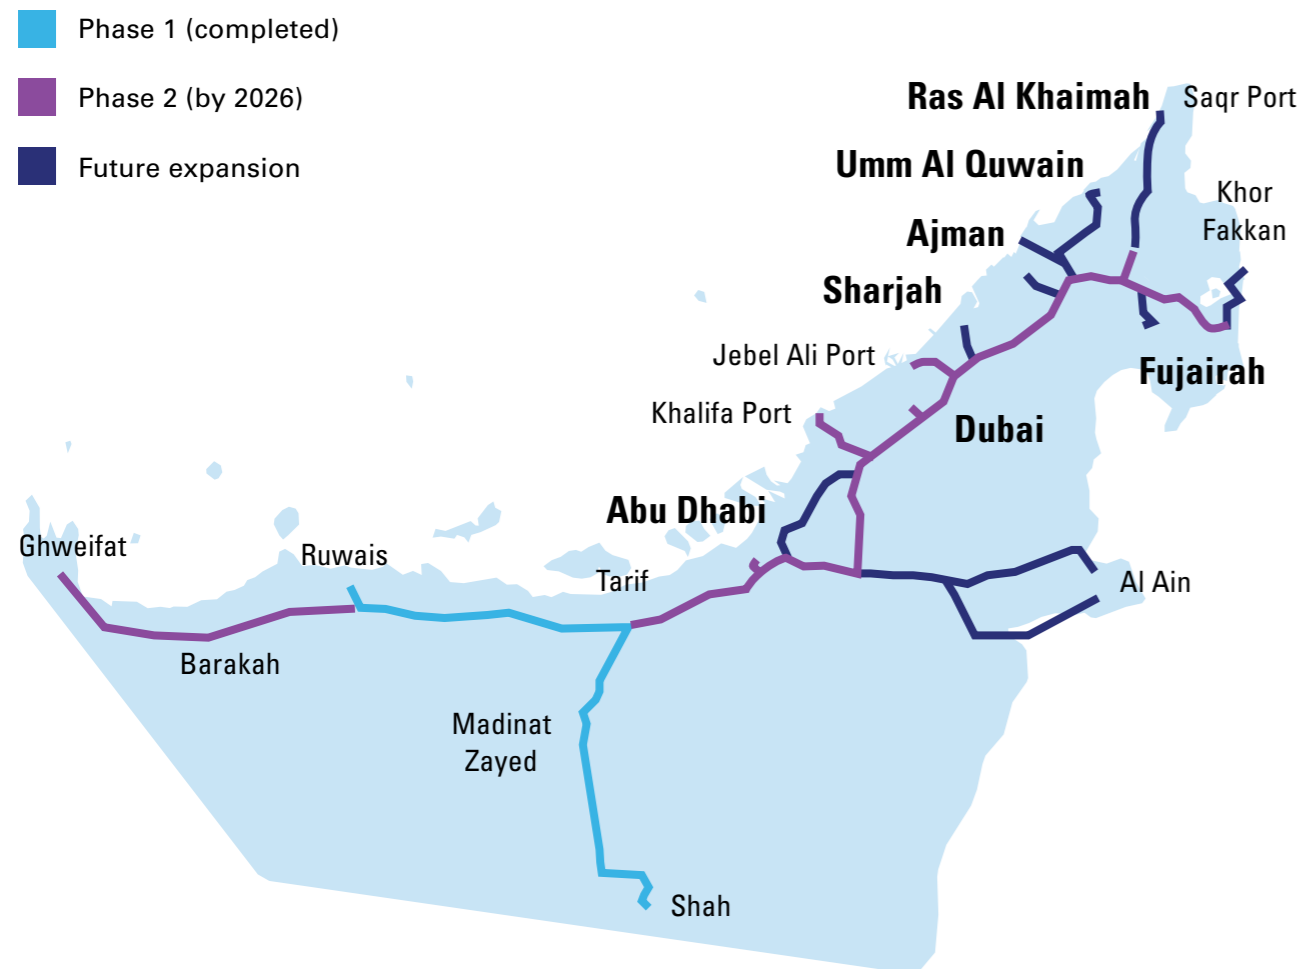 Phase 1 (completed)
Phase 2 (by 2026)
Future expansion
Ras Al Khaimah
Saqr Port
Umm Al Quwain
Khor
Fakkan
Ajman
Sharjah
Jebel Ali Port
Fujairah
Khalifa Port
Dubai
Abu Dhabi
Ghweifat
Ruwais
Tarif
Al Ain
Barakah
Madinat
Zayed
Shah